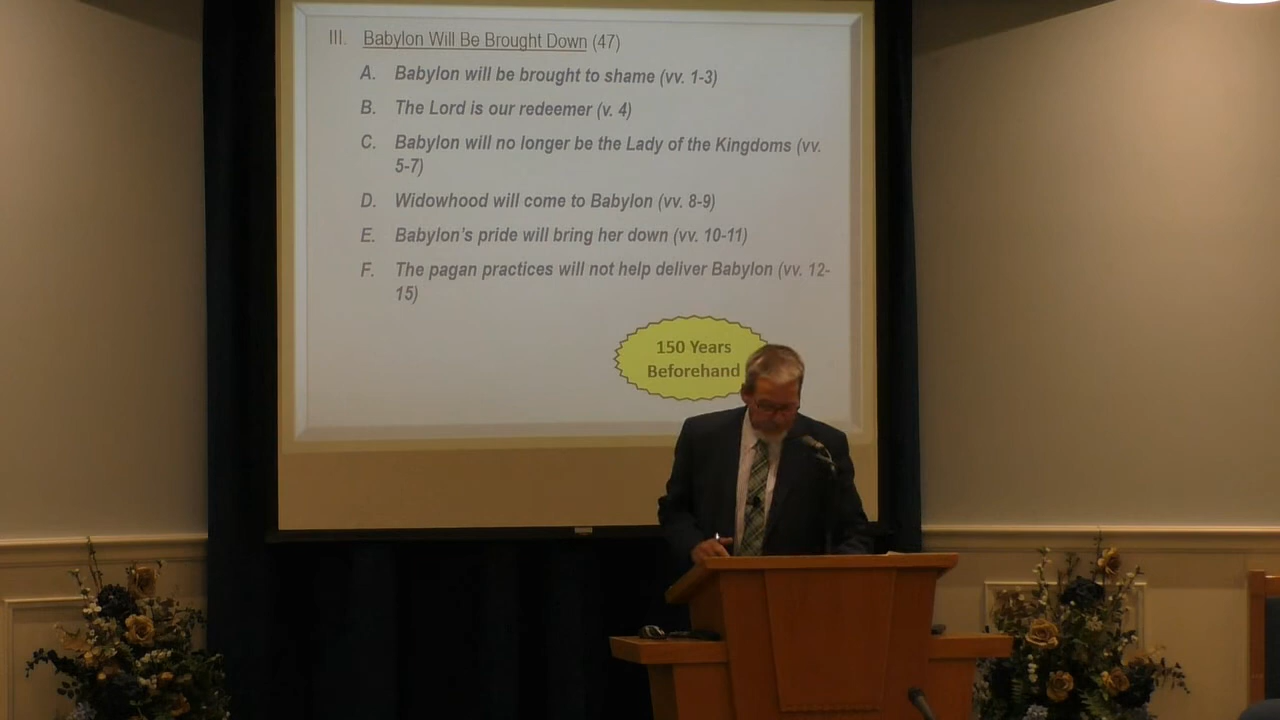 III. Babylon Will Be Brought Down (47)
A. Babylon will be brought to shame (vv. 1-3)
B. The Lord is our redeemer (v. 4)
C. Babylon will no longer be the Lady of the Kingdoms (vv.
5-7)
D. Widowhood will come to Babylon (vv. 8-9)
E. Babylon's pride will bring her down (vv. 10-11)
F. The pagan practices will not help deliver Babylon (vv. 12-
15)
150 Years
Beforehand